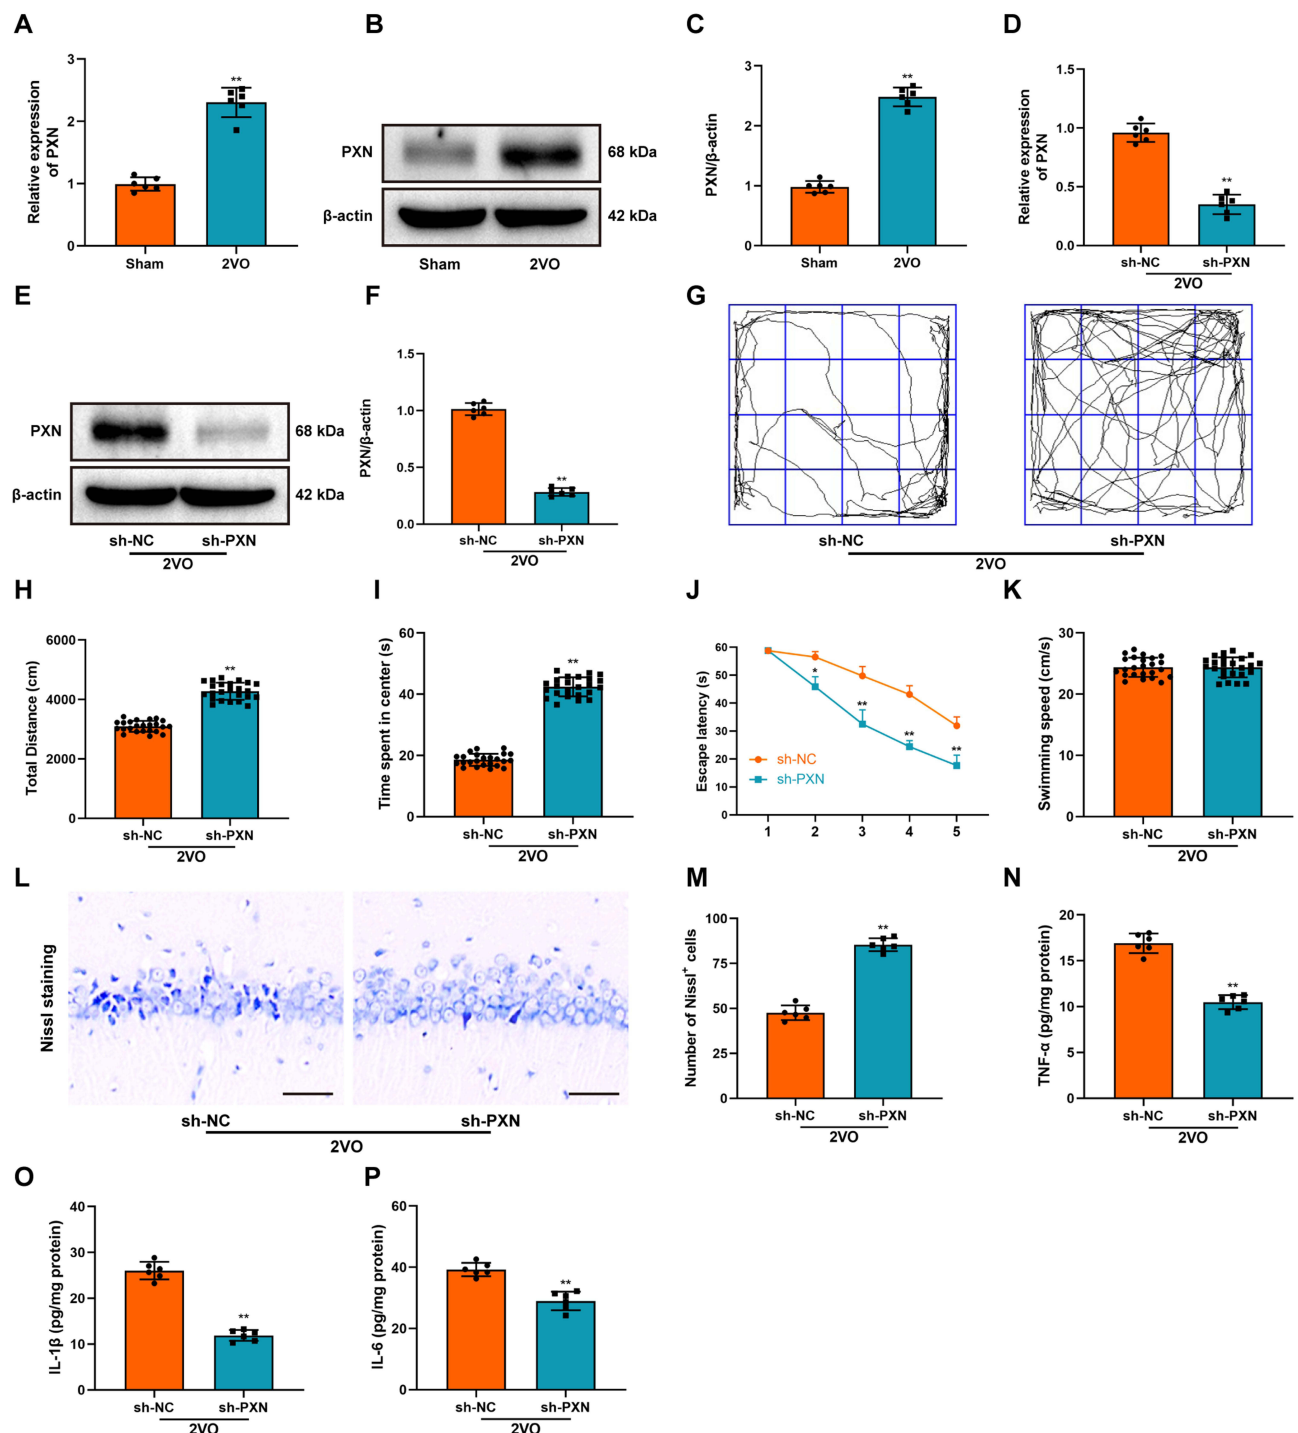 A
Relative expression
of PXN
3
2
1
0
**
Sham
2VO
B
PXN
68 kDa
β-actin
42 kDa
Sham
2VO
C
PXN/β-actin
3
2
1
0
**
Sham
2VO
D
Relative expression
of PXN
1.5
1.0
0.5
0.0
**
sh-NC
sh-PXN
2VO
E
PXN
68 kDa
β-actin
42 kDa
sh-NC
sh-PXN
2VO
F
PXN/β-actin
1.5
1.0
0.5
0.0
**
sh-NC
sh-PXN
2VO
G
sh-NC
sh-PXN
2VO
H
Total Distance (cm)
6000
4000
2000
0
**
sh-NC
sh-PXN
2VO
I
Time spent in center (s)
60
40
20
0
**
sh-NC
sh-PXN
2VO
J
Escape latency (s)
60
50
40
30
20
10
0
*
**
**
**
sh-NC
sh-PXN
1 2 3 4 5
K
Swimming speed (cm/s)
30
20
10
0
sh-NC
sh-PXN
2VO
L
Nissl staining
sh-NC
sh-PXN
2VO
M
Number of Nissl⁺ cells
100
75
50
25
0
**
sh-NC
sh-PXN
2VO
N
TNF-α (pg/mg protein)
20
15
10
5
0
**
sh-NC
sh-PXN
2VO
O
IL-1β (pg/mg protein)
40
30
20
10
0
**
sh-NC
sh-PXN
2VO
P
IL-6 (pg/mg protein)
60
40
20
0
**
sh-NC
sh-PXN
2VO